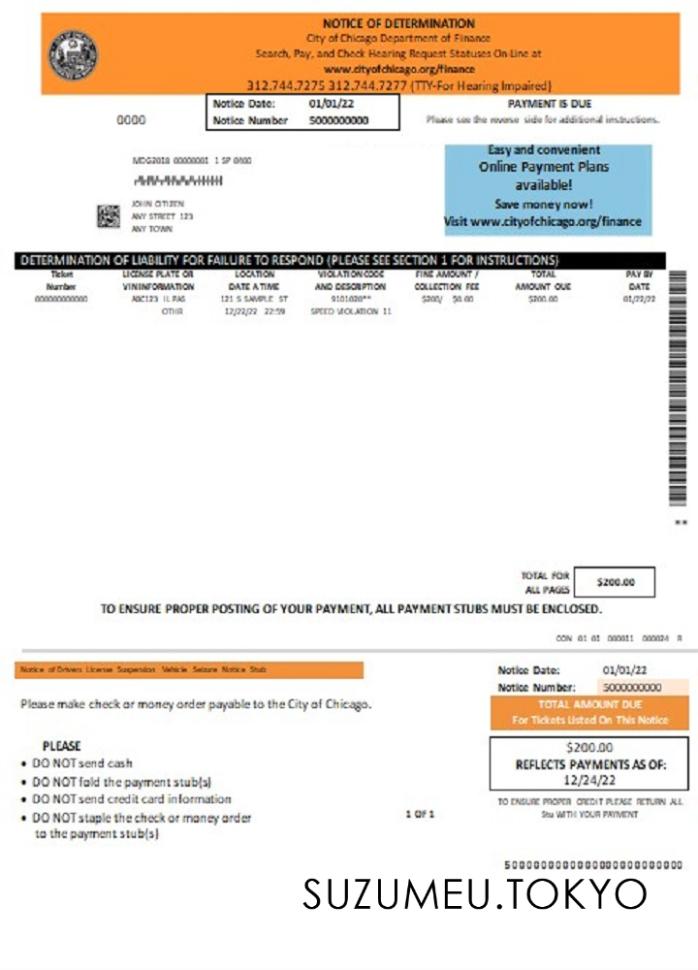 NOTICE OF DETERMINATION
City of Chicago Department of Finance
Search, Pay, and Check Hearing Request Statuses On-Line at
www.cityofchicago.org/finance
312.744.7275 312.744.7277 (TTY-For Hearing Impaired)
0000
Notice Date: 01/01/22
Notice Number 5000000000
PAYMENT IS DUE
Please see the reverse side for additional instructions.
MDG2018 00000001 1 SP 0400
JOHN CITIZEN
ANY STREET 123
ANY TOWN
Easy and convenient
Online Payment Plans
available!
Save money now!
Visit www.cityofchicago.org/finance
DETERMINATION OF LIABILITY FOR FAILURE TO RESPOND (PLEASE SEE SECTION 1 FOR INSTRUCTIONS)
Ticket LICENSE PLATE OR LOCATION VIOLATION CODE FINE AMOUNT / TOTAL PAY BY
Number VIN INFORMATION DATE A TIME AND DESCRIPTION COLLECTION FEE AMOUNT DUE DATE
000000000000 ABC123 IL PAS 121 S SAMPLE ST 9101020** $200/ $0.00 $200.00 01/22/22
OTHR 12/22/22 22:59 SPEED VIOLATION 11
**
TOTAL FOR
ALL PAGES
$200.00
TO ENSURE PROPER POSTING OF YOUR PAYMENT, ALL PAYMENT STUBS MUST BE ENCLOSED.
CON 01 01 000011 000024 R
Notice of Drivers License Suspension Vehicle Seizure Notice Stub
Notice Date: 01/01/22
Notice Number: 5000000000
Please make check or money order payable to the City of Chicago.
TOTAL AMOUNT DUE
For Tickets Listed On This Notice
$200.00
REFLECTS PAYMENTS AS OF:
12/24/22
PLEASE
• DO NOT send cash
• DO NOT fold the payment stub(s)
• DO NOT send credit card information
• DO NOT staple the check or money order
to the payment stub(s)
1 OF 1
TO ENSURE PROPER CREDIT PLEASE RETURN ALL
Stu WITH YOUR PAYMENT
SUZUMEU.TOKYO